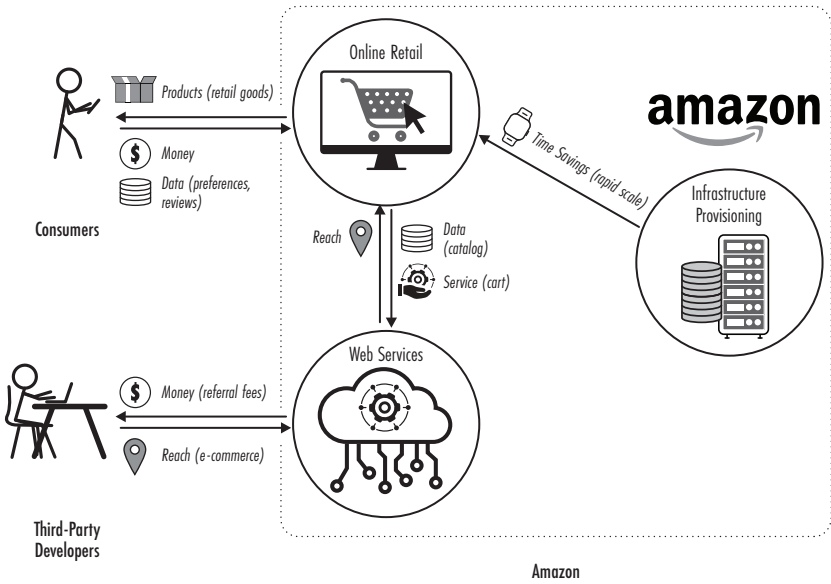 Online Retail
amazon
Products (retail goods)
$ Money
Data (preferences,
reviews)
Consumers
Time Savings (rapid scale)
Infrastructure
Provisioning
Reach
Data
(catalog)
Service (cart)
Web Services
$ Money (referral fees)
Reach (e-commerce)
Third-Party
Developers
Amazon